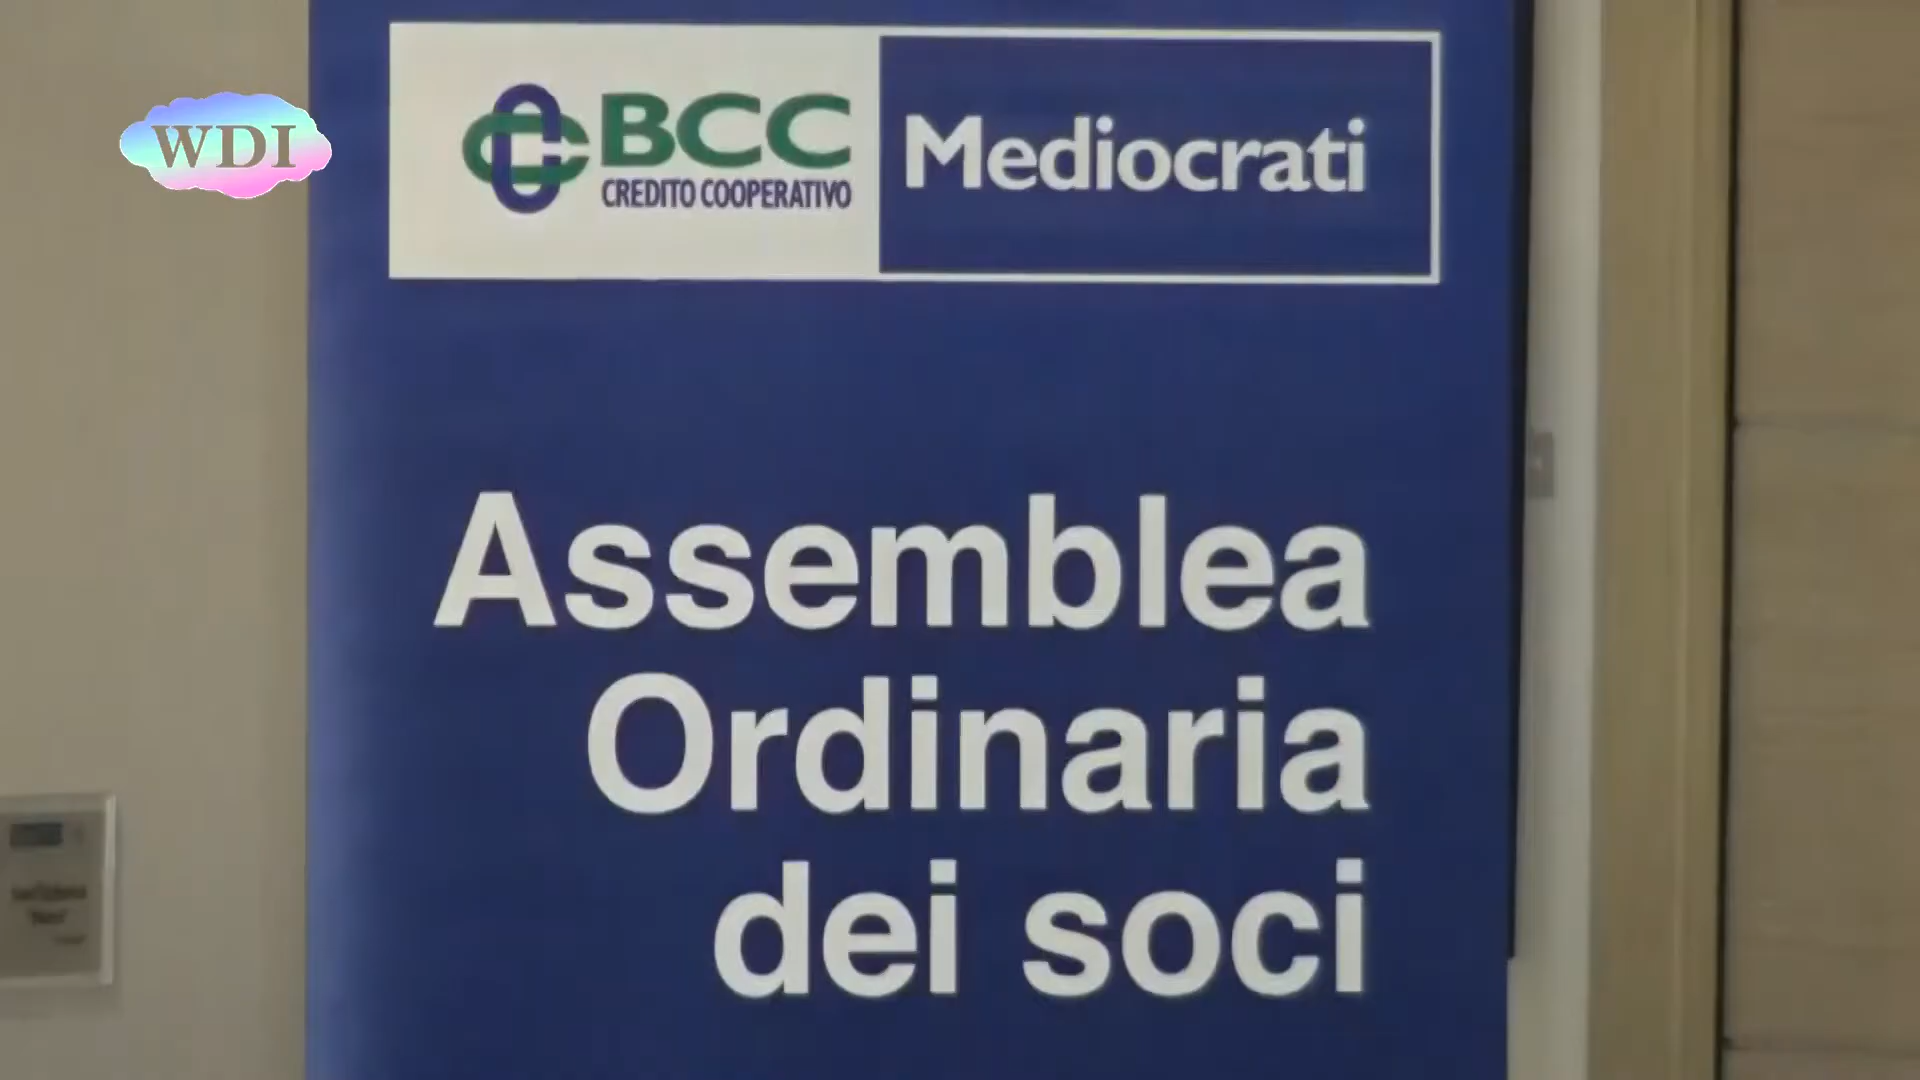 WDI
BCC
CREDITO COOPERATIVO
Mediocrati
Assemblea
Ordinaria
dei soci